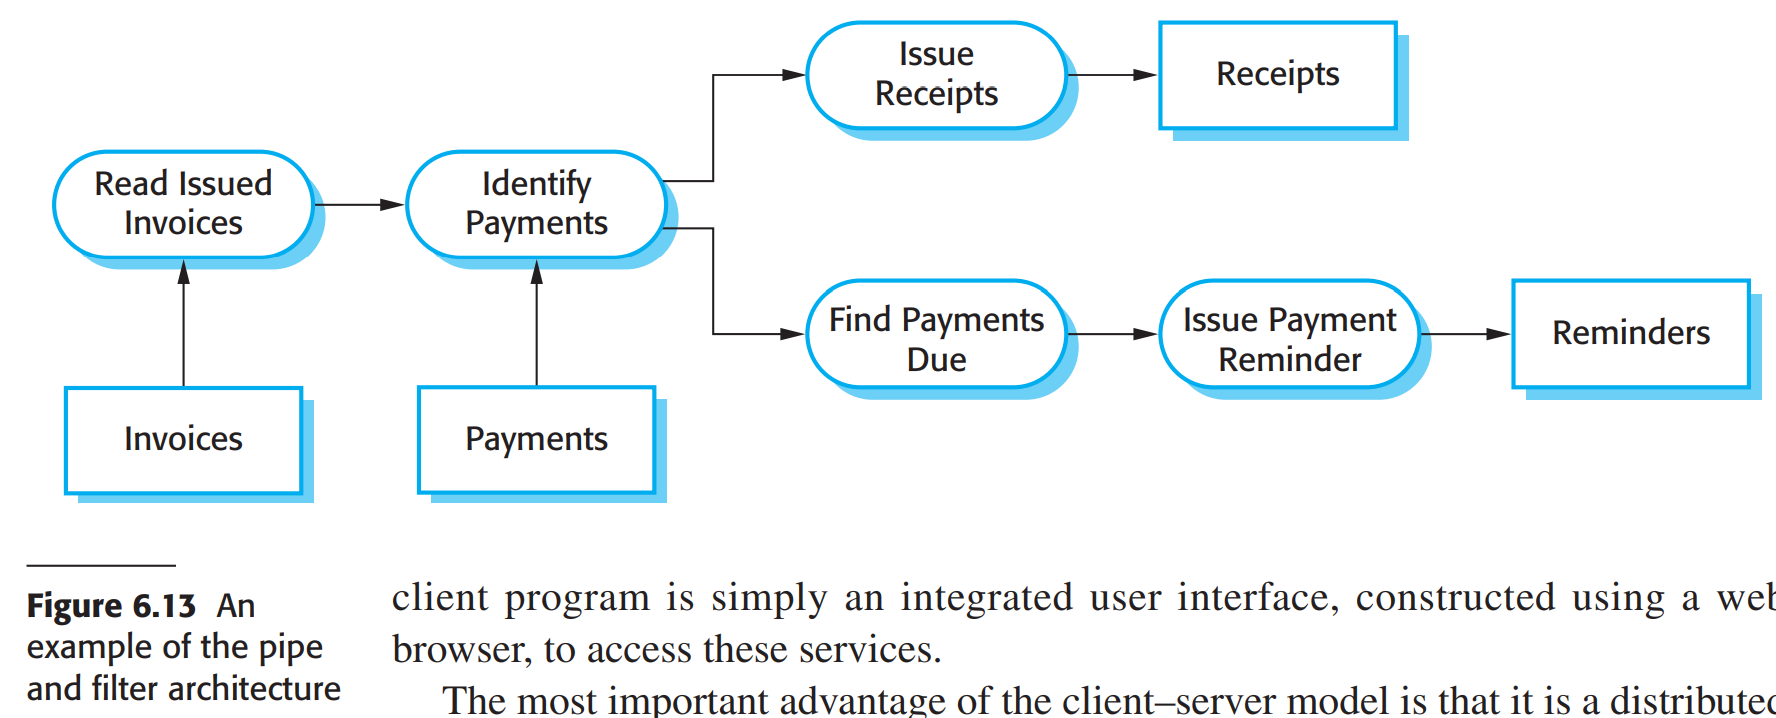 Issue
Receipts
Receipts
Read Issued
Invoices
Identify
Payments
Find Payments
Due
Issue Payment
Reminder
Reminders
Invoices
Payments
Figure 6.13 An
example of the pipe
and filter architecture
client program is simply an integrated user interface, constructed using a web
browser, to access these services.
The most important advantage of the client–server model is that it is a distributed